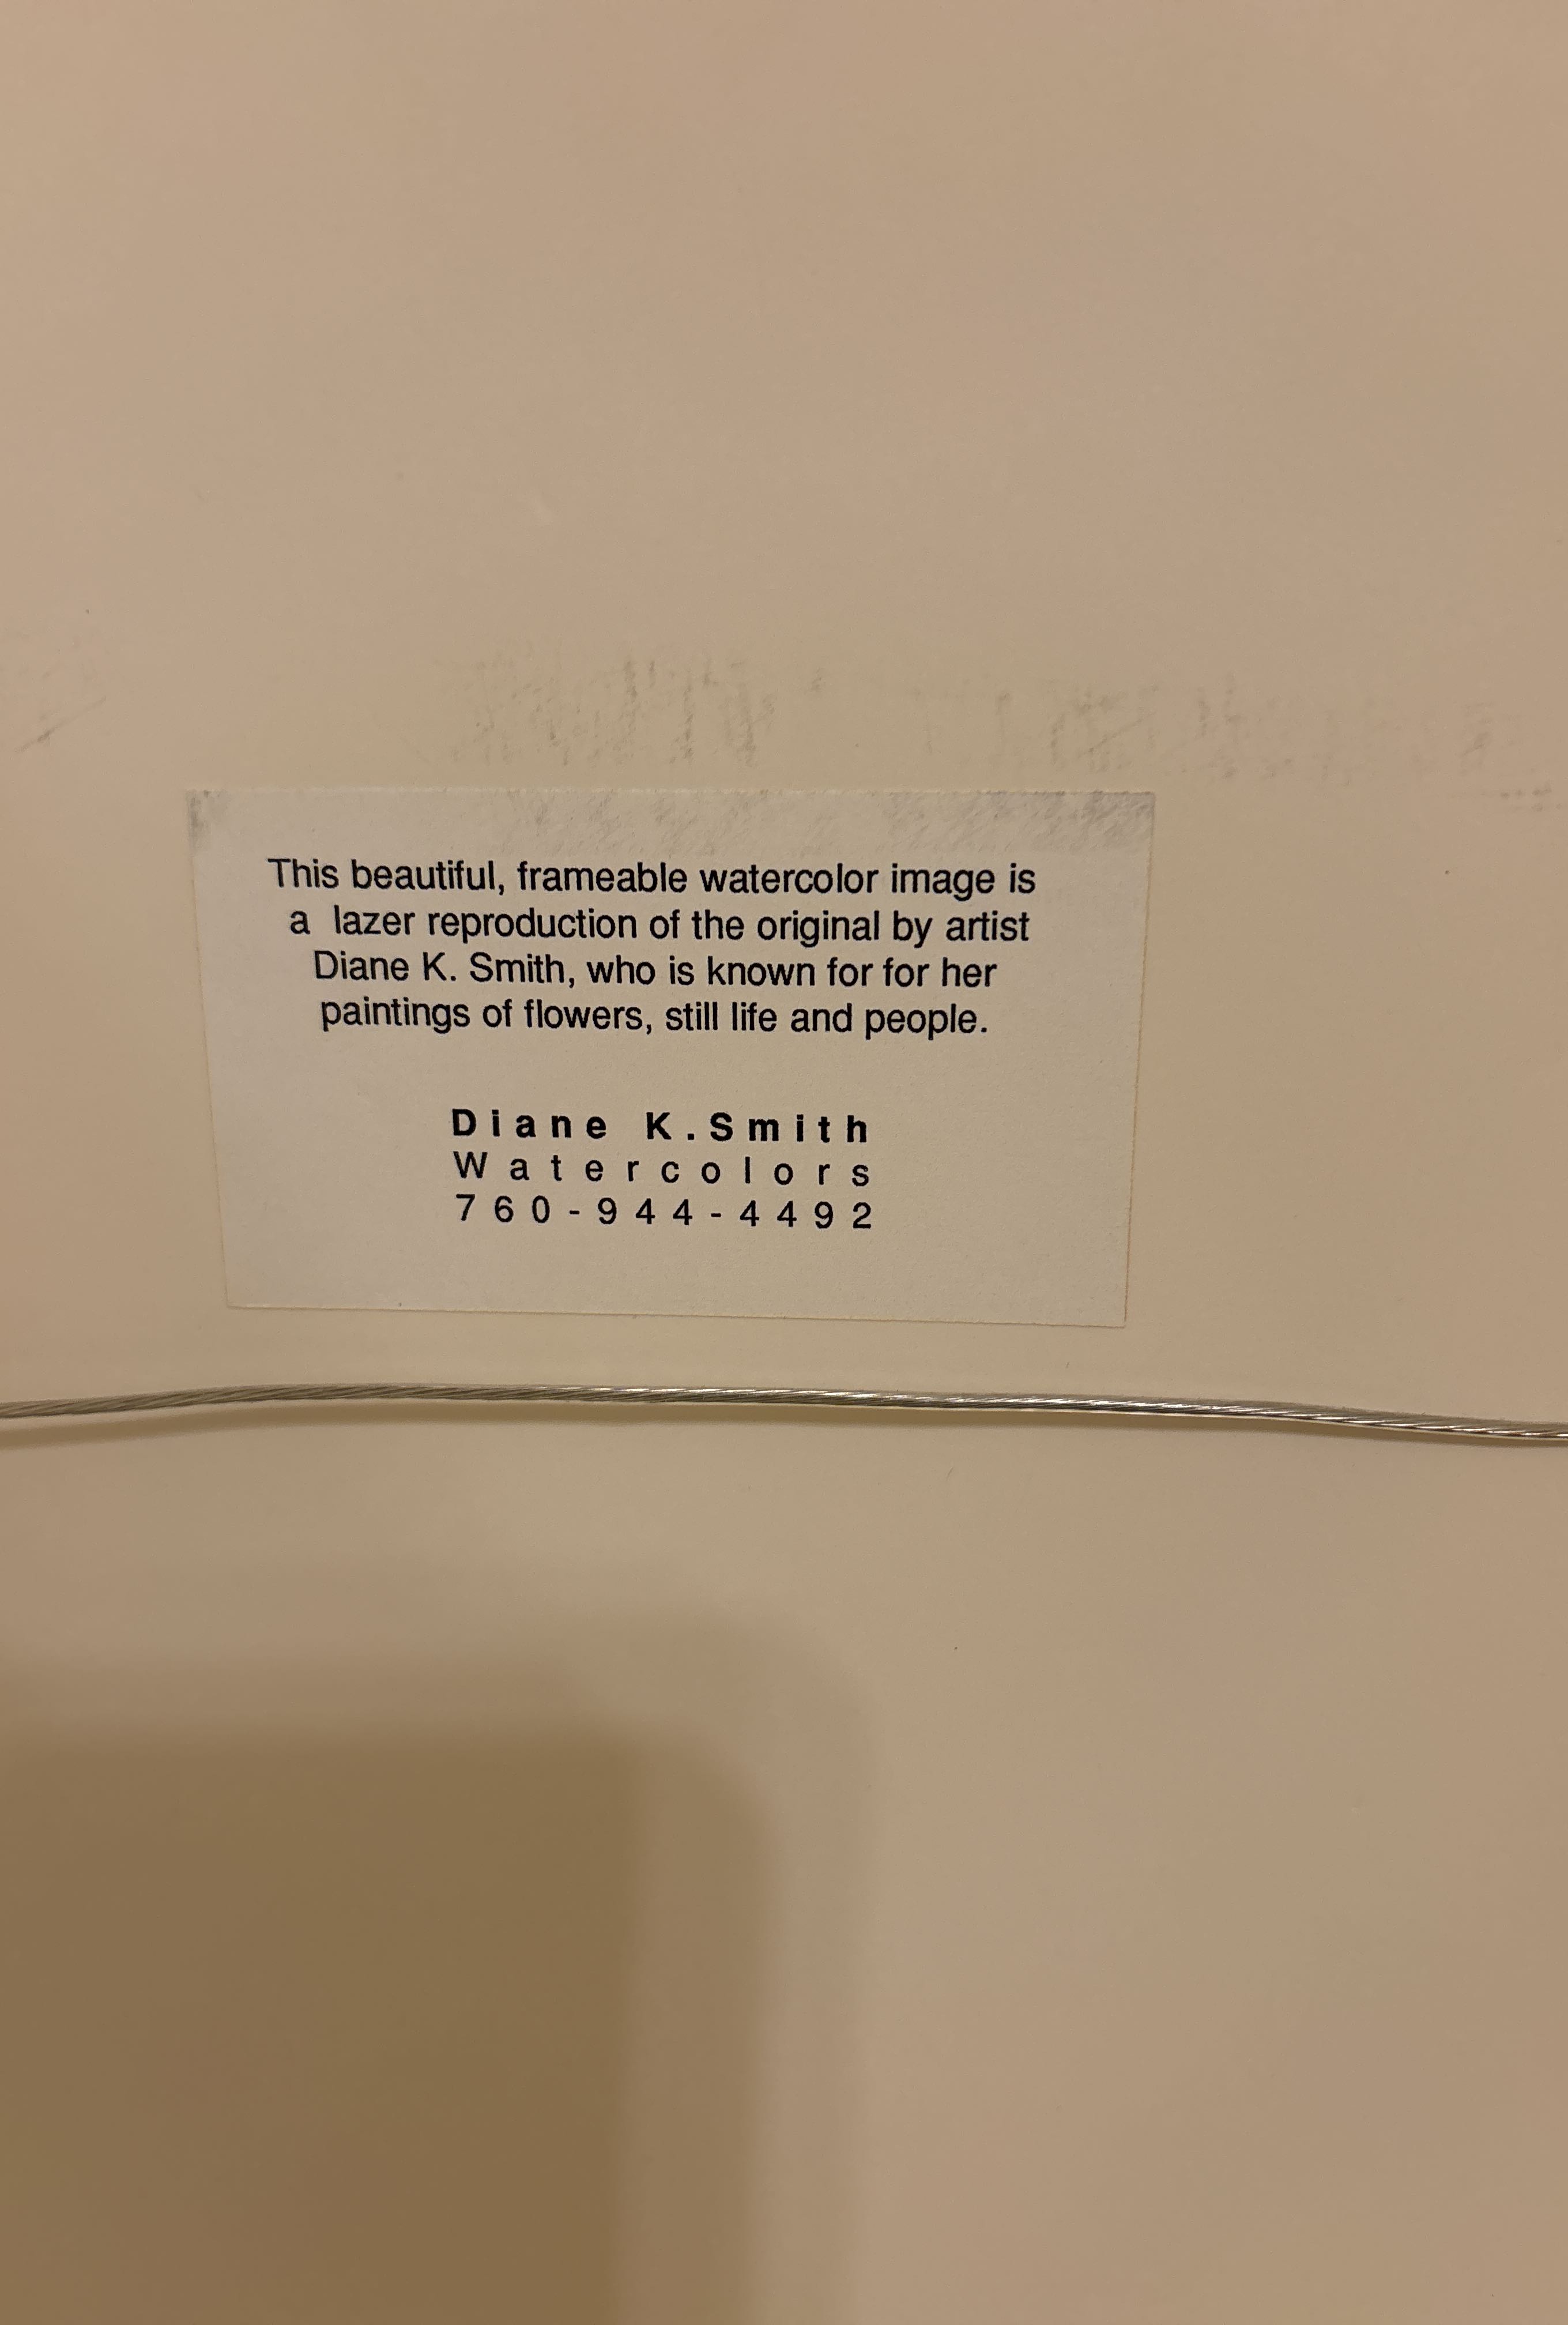 This beautiful, frameable watercolor image is
a lazer reproduction of the original by artist
Diane K. Smith, who is known for for her
paintings of flowers, still life and people.
Diane K.Smith
Watercolors
760-944-4492